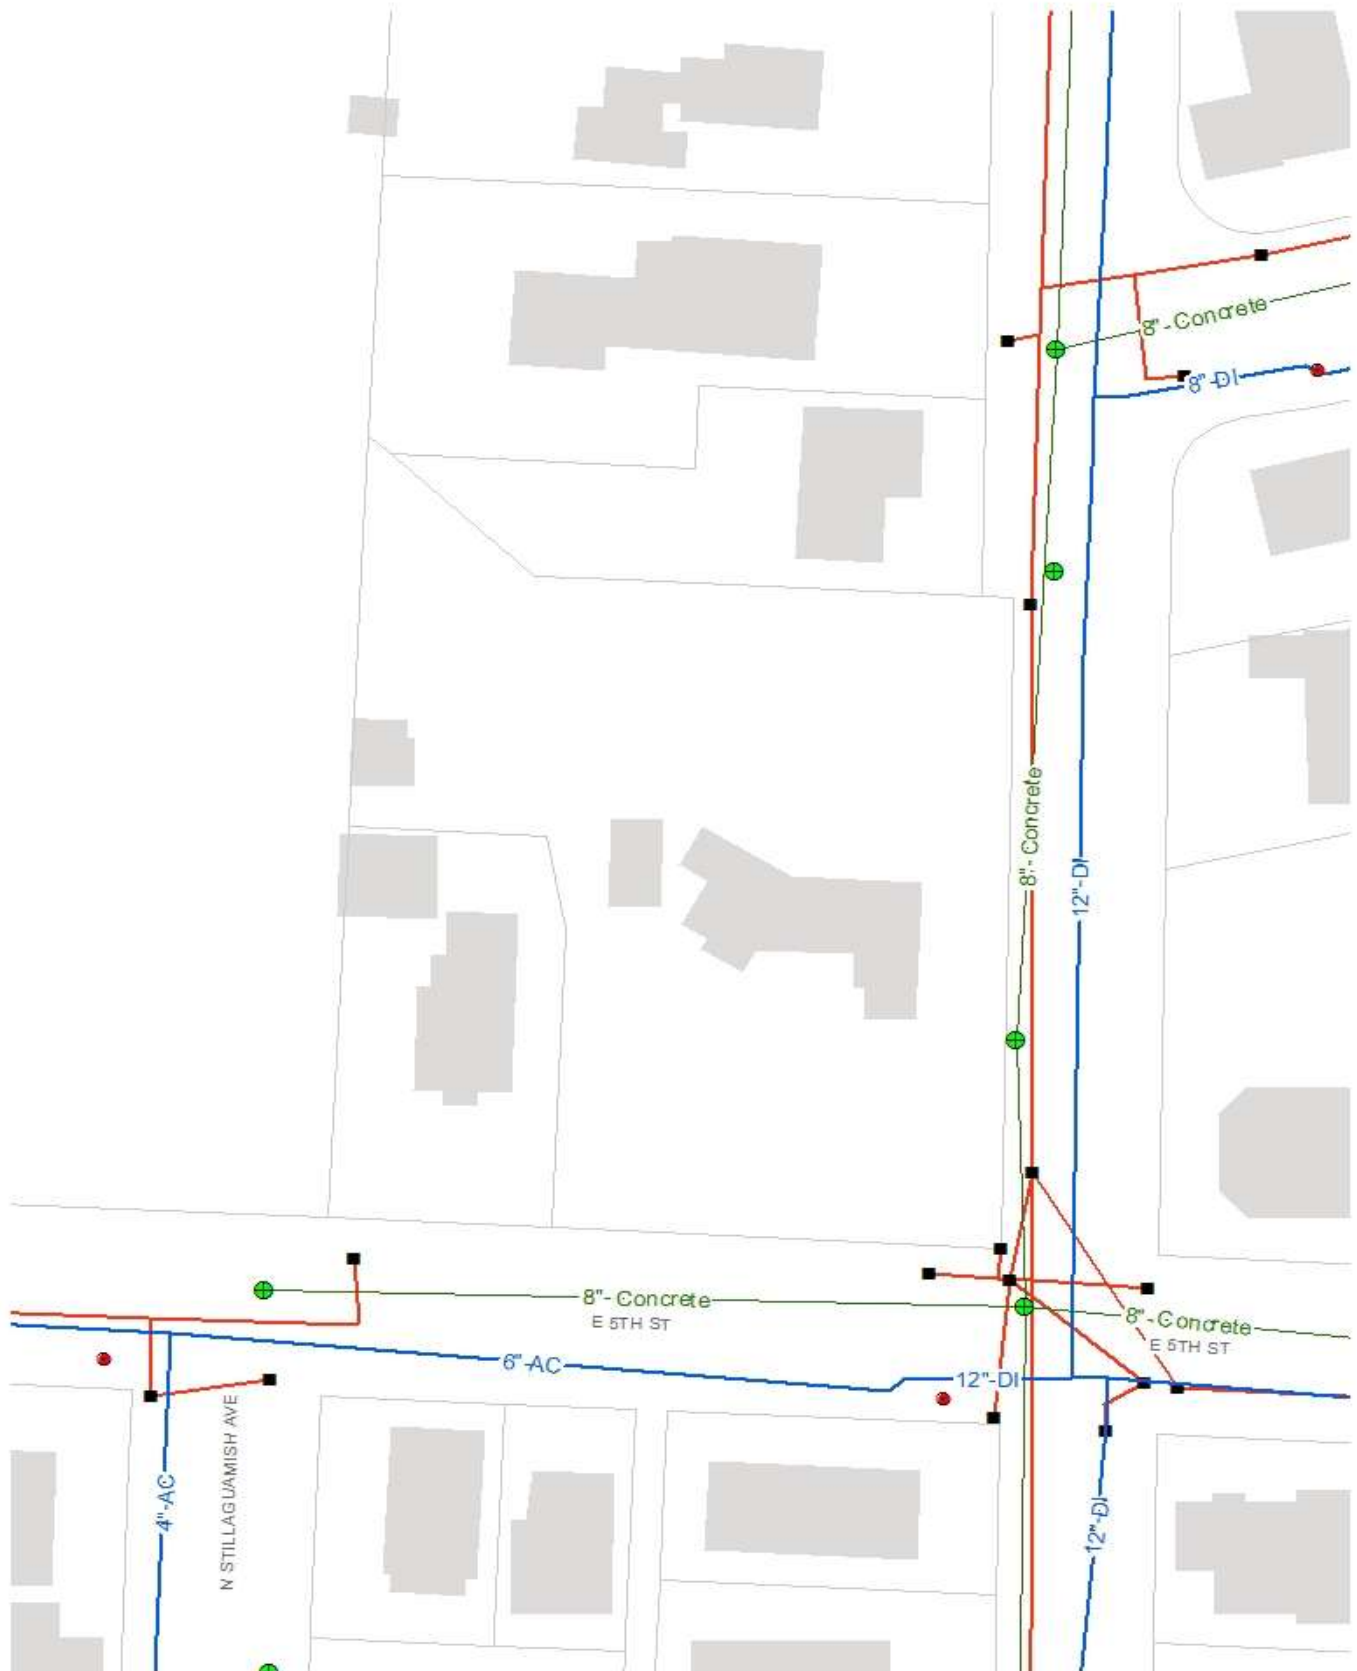 8"-Concrete
8"-DI
8"-Concrete
12"-DI
8"-Concrete
E 5TH ST
8"-Concrete
E 5TH ST
6"-AC
12"-DI
N STILLAGUAMISH AVE
4"-AC
12"-DI